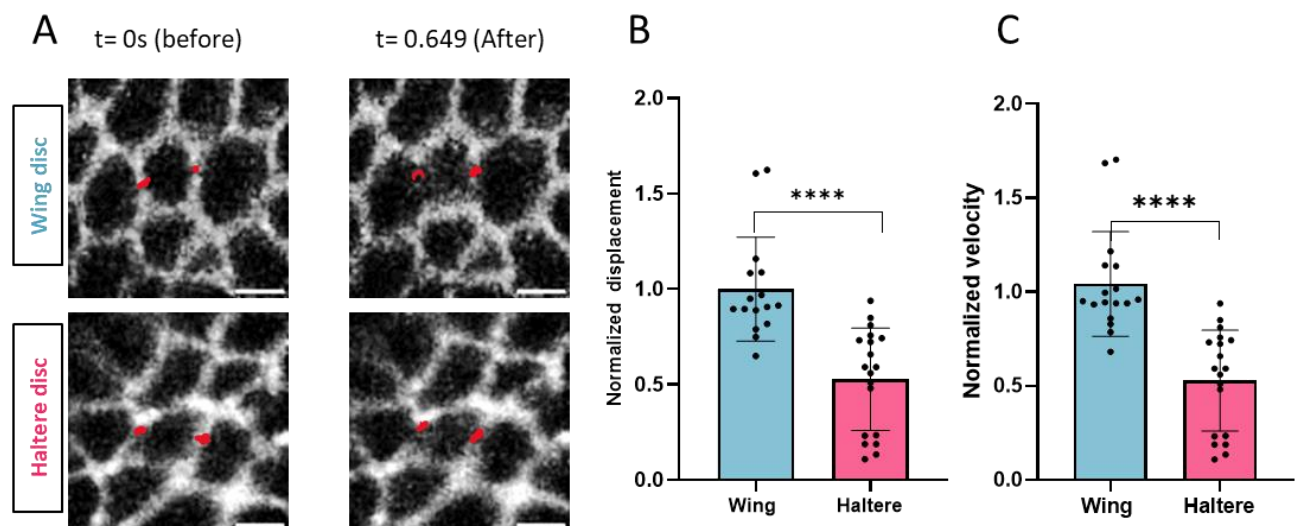 A
t= 0s (before)
t= 0.649 (After)
Wing disc
Haltere disc
B
Normalized displacement
2.0
1.5
1.0
0.5
0.0
****
Wing
Haltere
C
Normalized velocity
2.0
1.5
1.0
0.5
0.0
****
Wing
Haltere